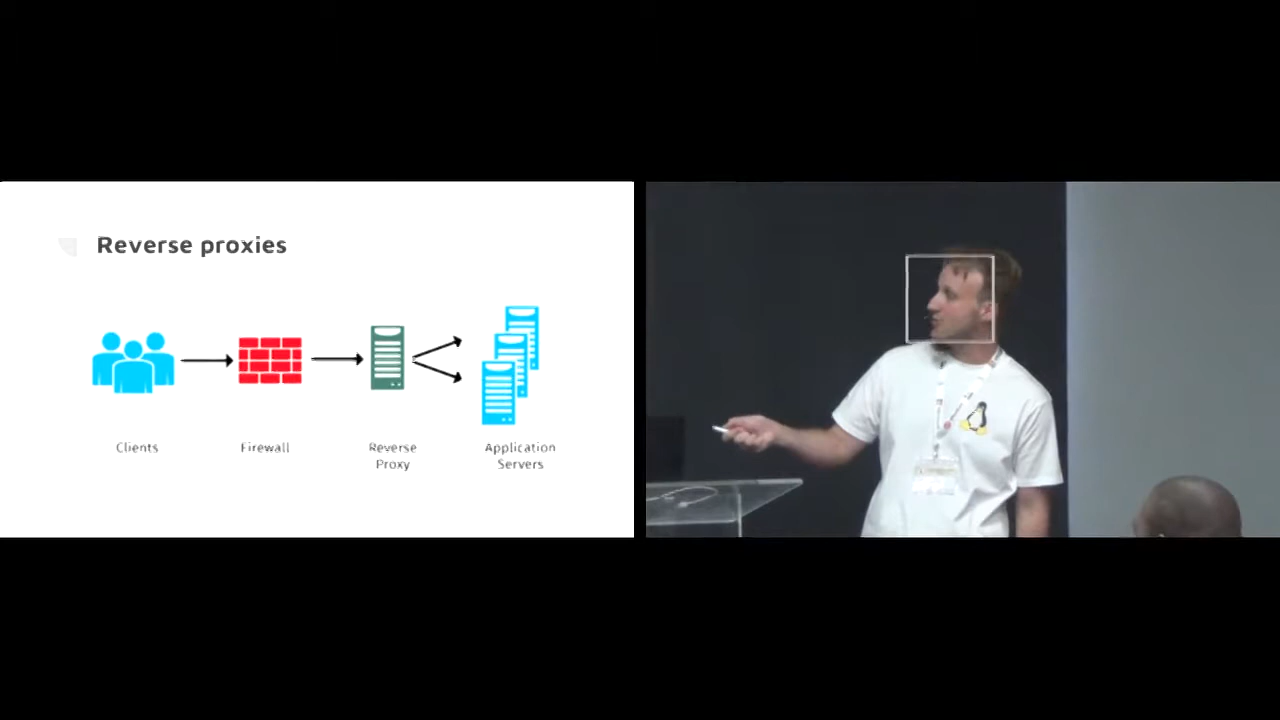 Reverse proxies
Clients
Firewall
Reverse
Proxy
Application
Servers